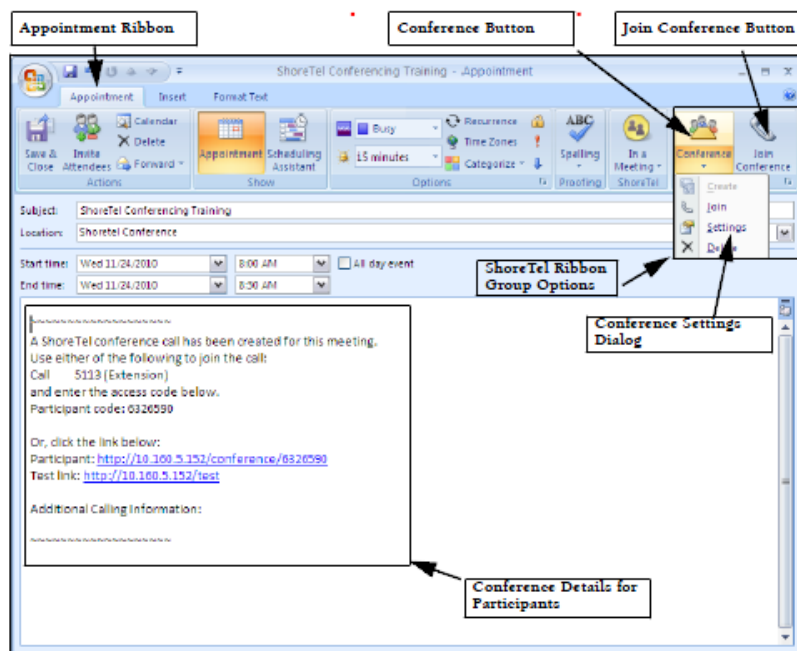 Appointment Ribbon
Conference Button
Join Conference Button
ShoreTel Conferencing Training - Appointment
Appointment Insert Format Text
Save & Close
Invite Attendees
Calendar
Delete
Forward
Actions
Appointment
Scheduling Assistant
Show
Busy
15 minutes
Recurrence
Time Zones
Categorize
Options
ABC
Spelling
Proofing
In a Meeting
ShoreTel
Conference
Join Conference
Create
Join
Settings
Subject: ShoreTel Conferencing Training
Location: Shoretel Conference
Start time: Wed 11/24/2010 8:00 AM All day event
End time: Wed 11/24/2010 8:30 AM
ShoreTel Ribbon
Group Options
Conference Settings
Dialog
~~~~~~~~~~~~~~~~~~~
A ShoreTel conference call has been created for this meeting.
Use either of the following to join the call:
Call 5113 (Extension)
and enter the access code below.
Participant code: 6326590
Or, click the link below:
Participant: http://10.160.5.152/conference/6326590
Test link: http://10.160.5.152/test
Additional Calling Information:
~~~~~~~~~~~~~~~~~~~
Conference Details for
Participants